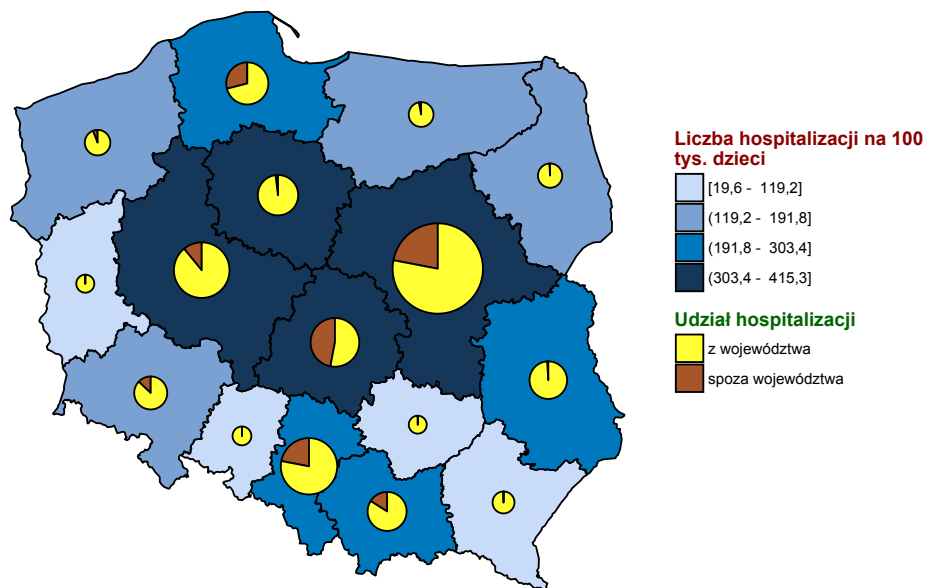 Liczba hospitalizacji na 100
tys. dzieci
[19,6 - 119,2]
(119,2 - 191,8]
(191,8 - 303,4]
(303,4 - 415,3]
Udział hospitalizacji
z województwa
spoza województwa